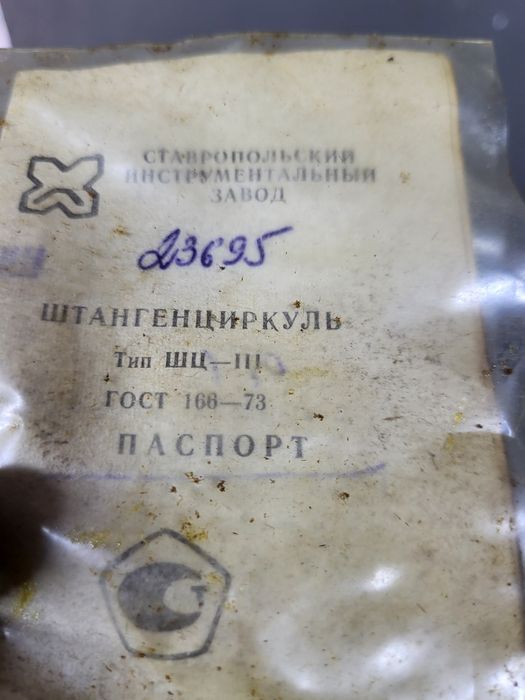 СТАВРОПОЛЬСКИЙ
ИНСТРУМЕНТАЛЬНЫЙ
ЗАВОД
23695
ШТАНГЕНЦИРКУЛЬ
Тип ШЦ—III
ГОСТ 166—73
ПАСПОРТ